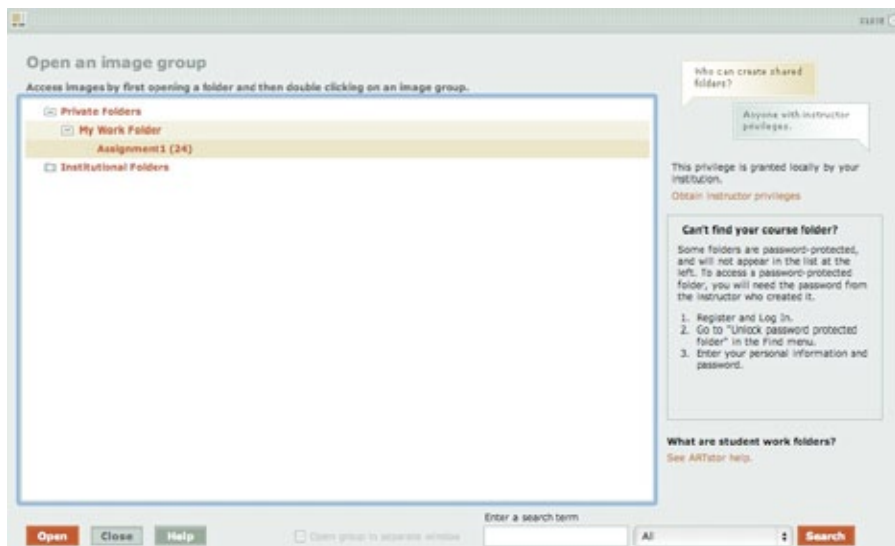 CLOSE
Open an image group
Access images by first opening a folder and then double clicking on an image group.
Private Folders
My Work Folder
Assignment1 (24)
Institutional Folders
Who can create shared
folders?
Anyone with instructor
privileges.
This privilege is granted locally by your
institution.
Obtain instructor privileges
Can't find your course folder?
Some folders are password-protected,
and will not appear in the list at the
left. To access a password-protected
folder, you will need the password from
the instructor who created it.
1. Register and Log In.
2. Go to "Unlock password protected
folder" in the Find menu.
3. Enter your personal information and
password.
What are student work folders?
See ARTstor help.
Enter a search term
Open Close Help Open group in separate window All Search